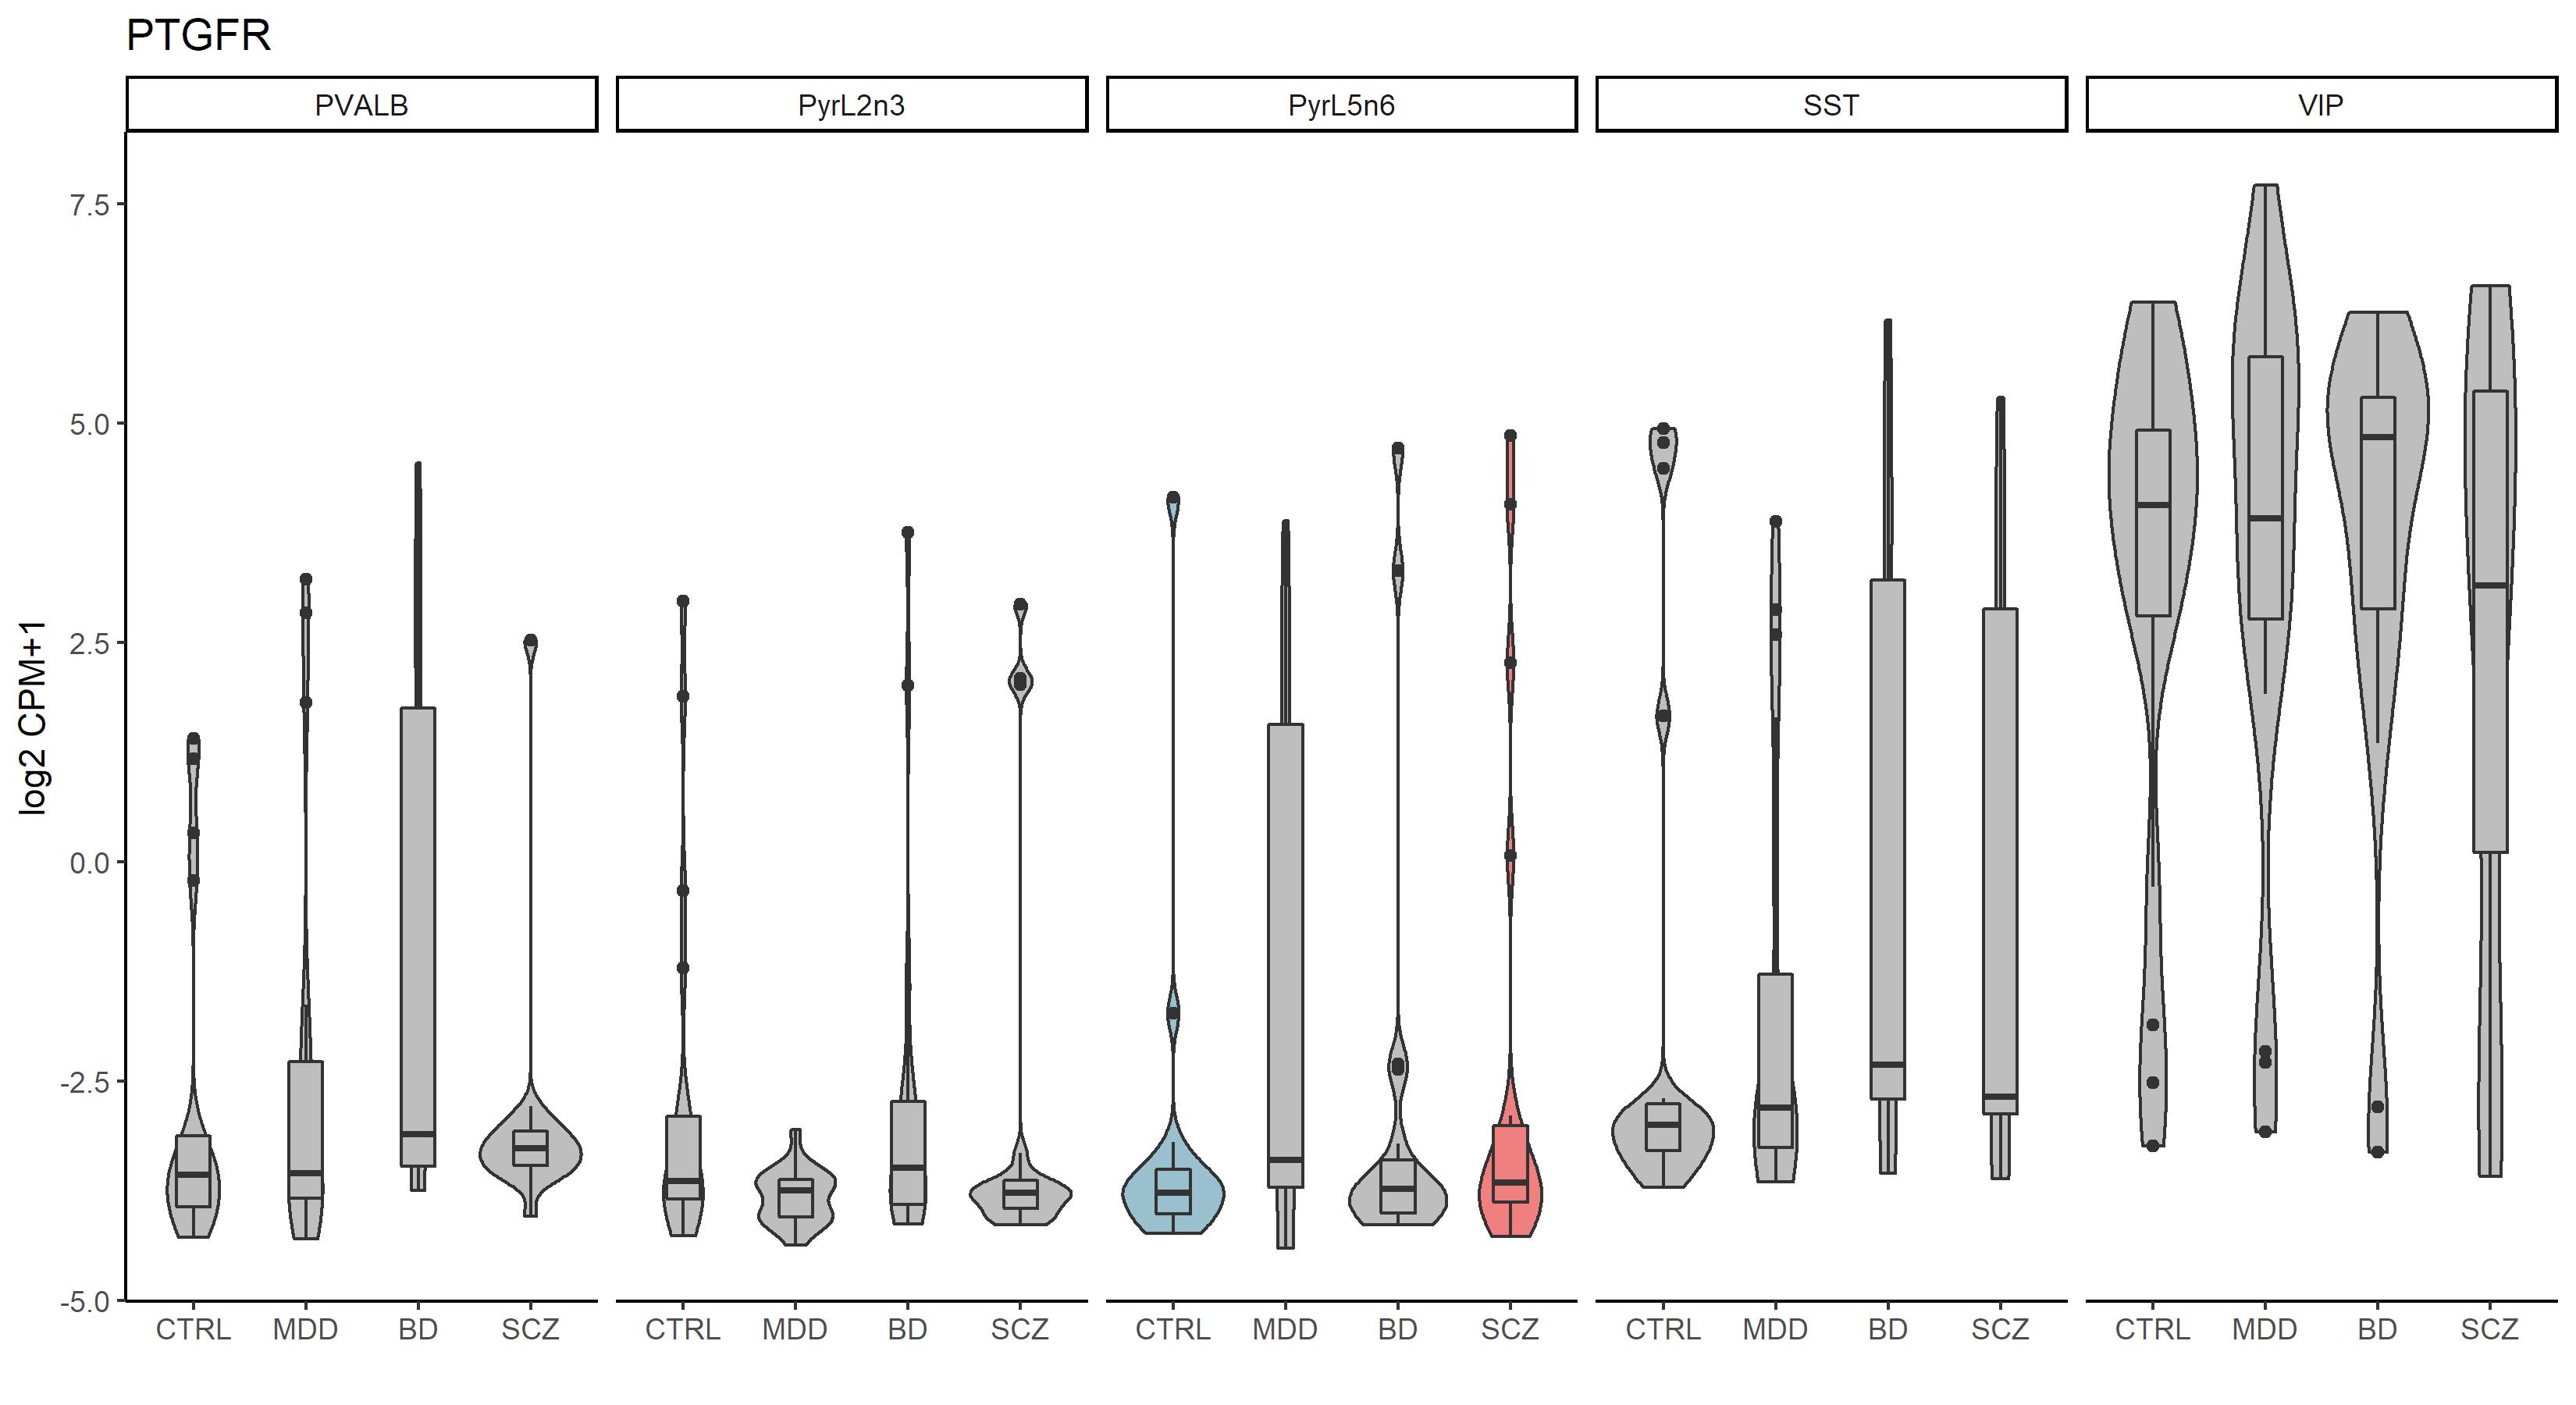 PTGFR
PVALB PyrL2n3 PyrL5n6 SST VIP
7.5
5.0
2.5
0.0
-2.5
-5.0
log2 CPM+1
CTRL MDD BD SCZ CTRL MDD BD SCZ CTRL MDD BD SCZ CTRL MDD BD SCZ CTRL MDD BD SCZ